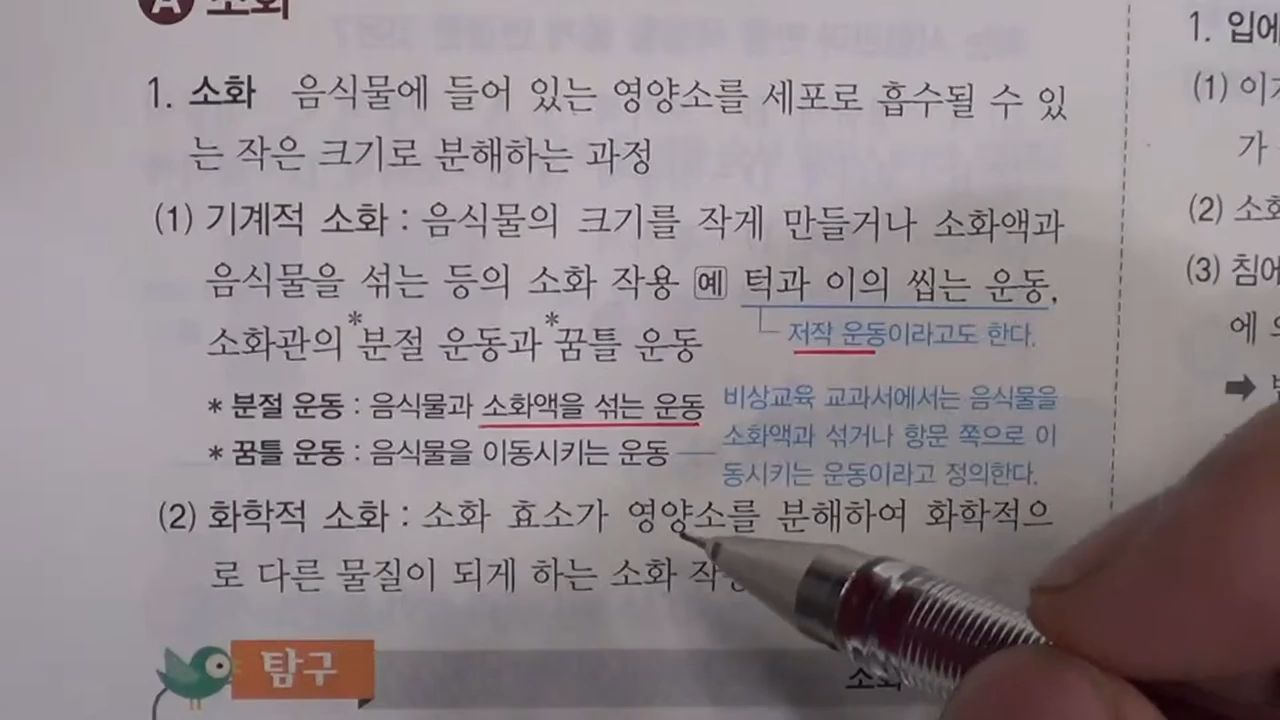 A 소화
1. 소화 음식물에 들어 있는 영양소를 세포로 흡수될 수 있
는 작은 크기로 분해하는 과정
(1) 기계적 소화 : 음식물의 크기를 작게 만들거나 소화액과
음식물을 섞는 등의 소화 작용 예 턱과 이의 씹는 운동,
저작 운동이라고도 한다.
소화관의 *분절 운동과 *꿈틀 운동
* 분절 운동 : 음식물과 소화액을 섞는 운동
* 꿈틀 운동 : 음식물을 이동시키는 운동
비상교육 교과서에서는 음식물을
소화액과 섞거나 항문 쪽으로 이
동시키는 운동이라고 정의한다.
(2) 화학적 소화 : 소화 효소가 영양소를 분해하여 화학적으
로 다른 물질이 되게 하는 소화
탐구
소화
1. 입에
(1) 이
가
(2) 소화
(3) 침에
에